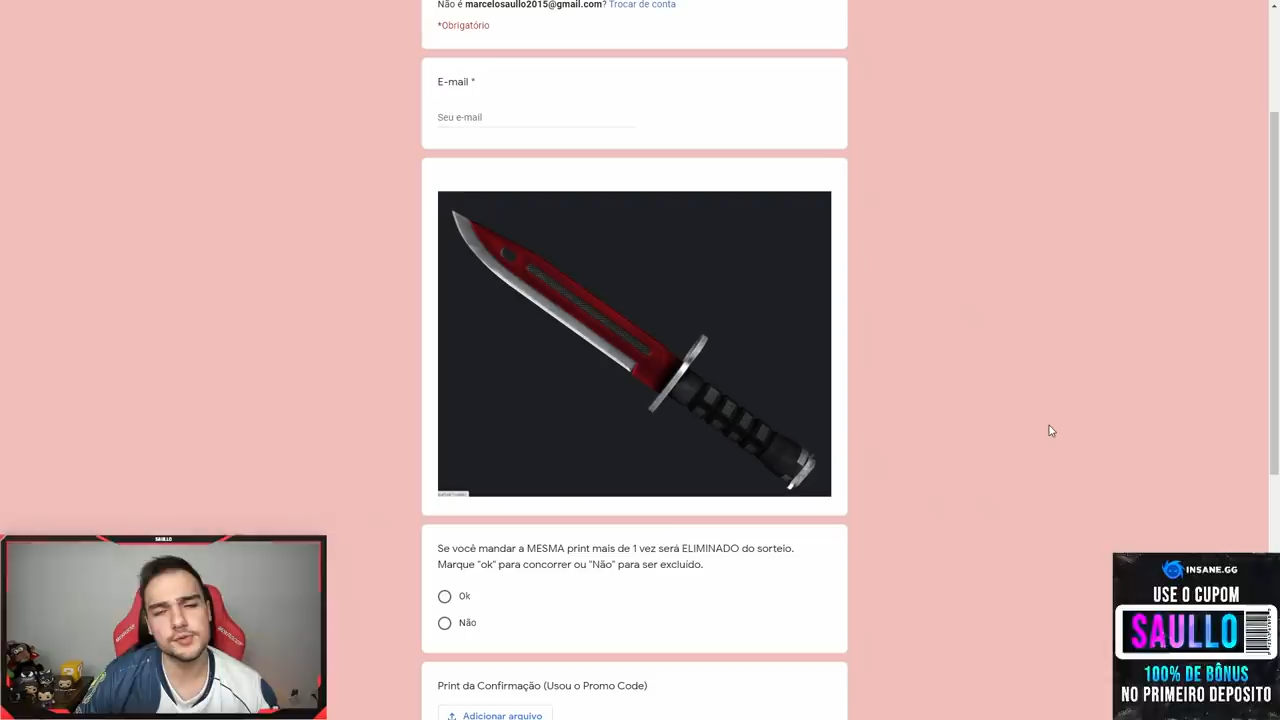 Não é marcelosaullo2015@gmail.com? Trocar de conta
*Obrigatório
E-mail *
Seu e-mail
Se você mandar a MESMA print mais de 1 vez será ELIMINADO do sorteio.
Marque "ok" para concorrer ou "Não" para ser excluído.
Ok
Não
Print da Confirmação (Usou o Promo Code)
Adicionar arquivo
SAULLO
INSANE.GG
USE O CUPOM
SAULLO
100% DE BÔNUS
NO PRIMEIRO DEPOSITO